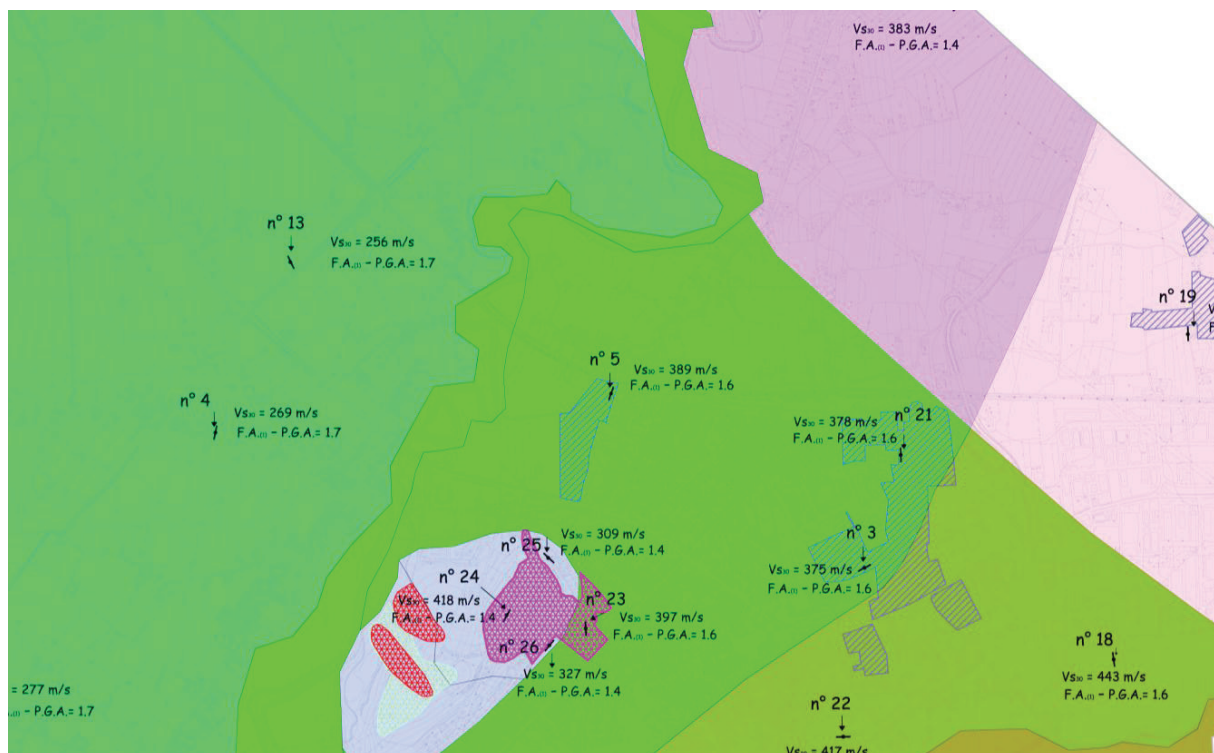 Vs₃₀ = 383 m/s
F.A.₍₁₎ - P.G.A.= 1.4
n° 13
Vs₃₀ = 256 m/s
F.A.₍₁₎ - P.G.A.= 1.7
n° 19
n° 5
Vs₃₀ = 389 m/s
F.A.₍₁₎ - P.G.A.= 1.6
n° 4
Vs₃₀ = 269 m/s
F.A.₍₁₎ - P.G.A.= 1.7
n° 21
Vs₃₀ = 378 m/s
F.A.₍₁₎ - P.G.A.= 1.6
n° 25
Vs₃₀ = 309 m/s
F.A.₍₁₎ - P.G.A.= 1.4
n° 3
Vs₃₀ = 375 m/s
F.A.₍₁₎ - P.G.A.= 1.6
n° 24
Vs₃₀ = 418 m/s
F.A.₍₁₎ - P.G.A.= 1.4
n° 23
Vs₃₀ = 397 m/s
F.A.₍₁₎ - P.G.A.= 1.6
n° 26
Vs₃₀ = 327 m/s
F.A.₍₁₎ - P.G.A.= 1.4
n° 18
Vs₃₀ = 443 m/s
F.A.₍₁₎ - P.G.A.= 1.6
= 277 m/s
P.G.A.= 1.7
n° 22
Vs₃₀ = 417 m/s